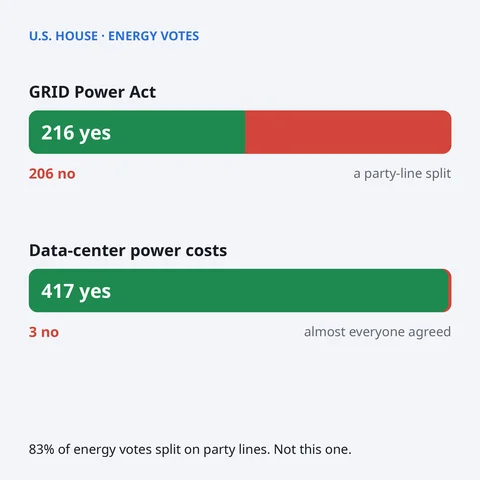 U.S. HOUSE · ENERGY VOTES
GRID Power Act
216 yes
206 no
a party-line split
Data-center power costs
417 yes
3 no
almost everyone agreed
83% of energy votes split on party lines. Not this one.